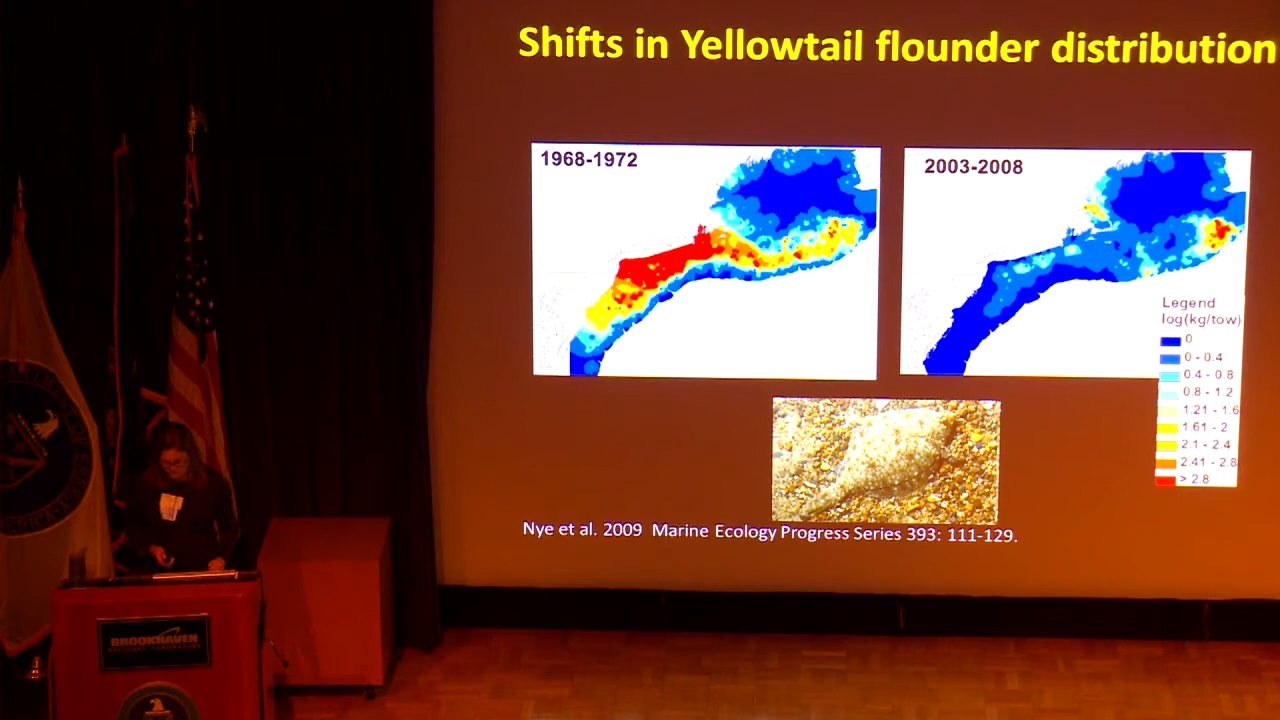 Shifts in Yellowtail flounder distribution
1968-1972
2003-2008
Legend
log(kg/tow)
0
0 - 0.4
0.4 - 0.8
0.8 - 1.2
1.21 - 1.6
1.61 - 2
2.1 - 2.4
2.41 - 2.8
> 2.8
Nye et al. 2009 Marine Ecology Progress Series 393: 111-129.
BROOKHAVEN